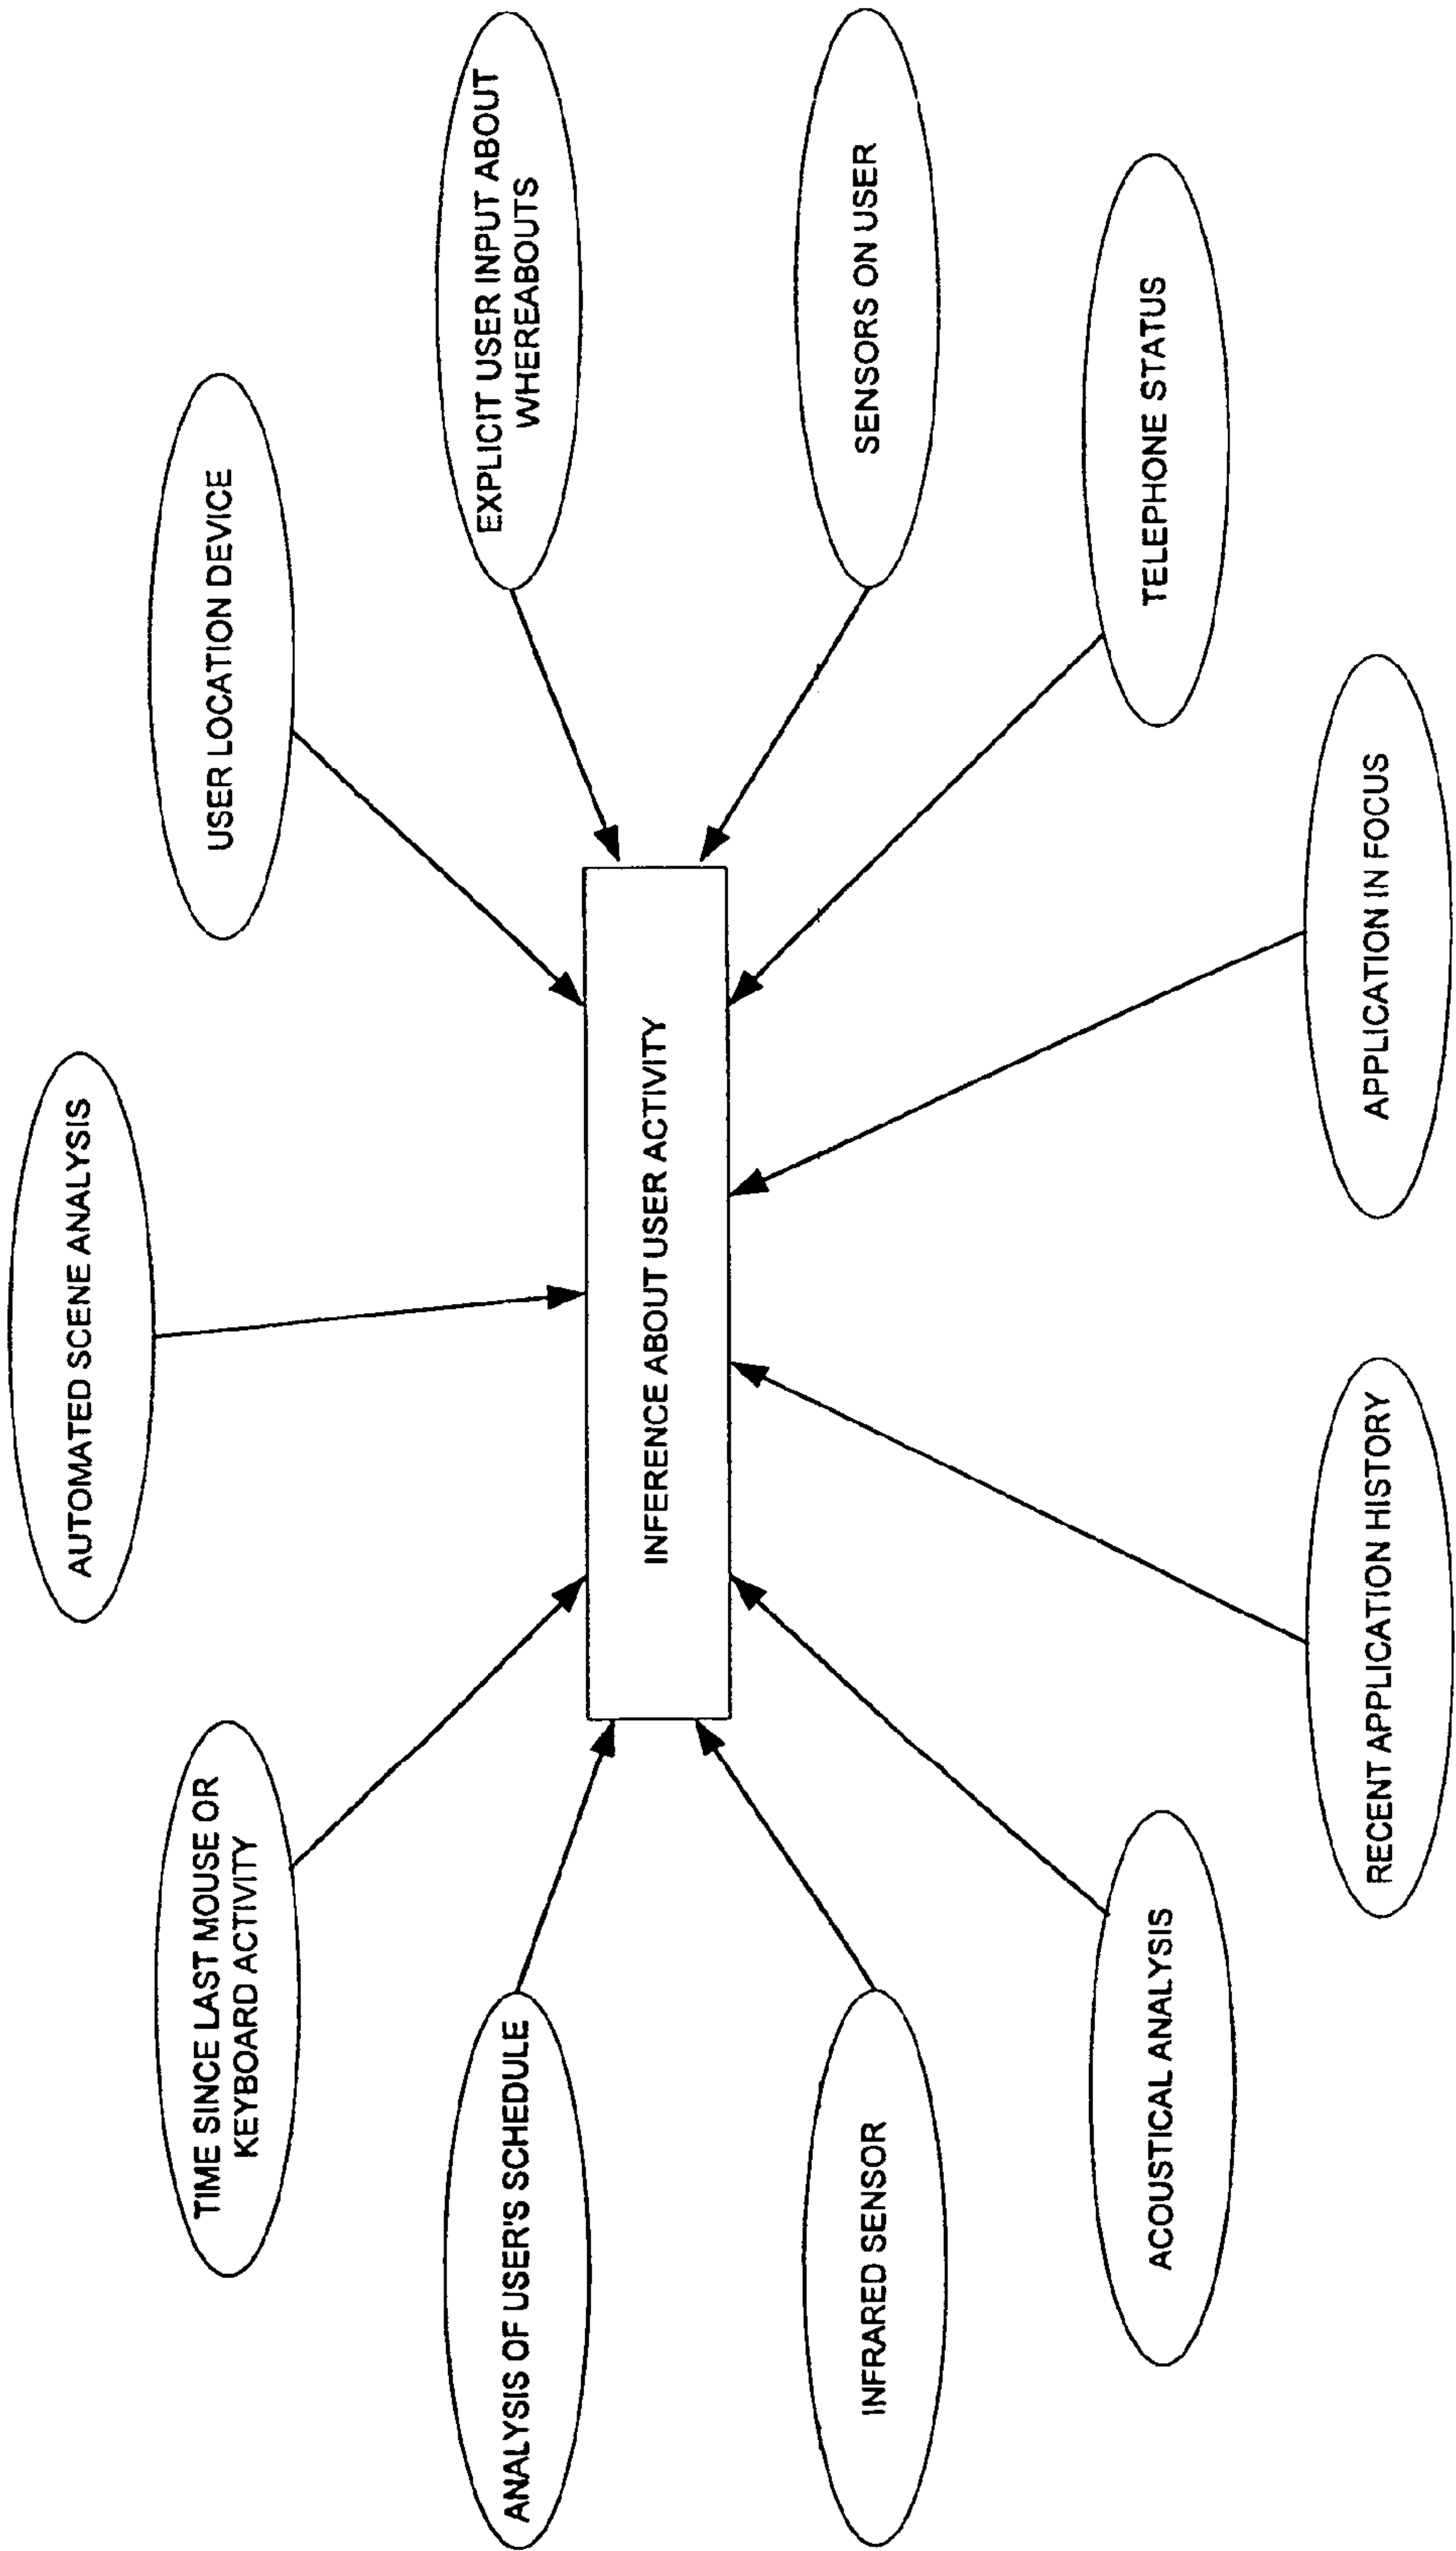 AUTOMATED SCENE ANALYSIS
TIME SINCE LAST MOUSE OR
KEYBOARD ACTIVITY
USER LOCATION DEVICE
ANALYSIS OF USER'S SCHEDULE
EXPLICIT USER INPUT ABOUT
WHEREABOUTS
INFERENCE ABOUT USER ACTIVITY
INFRARED SENSOR
SENSORS ON USER
ACOUSTICAL ANALYSIS
TELEPHONE STATUS
RECENT APPLICATION HISTORY
APPLICATION IN FOCUS